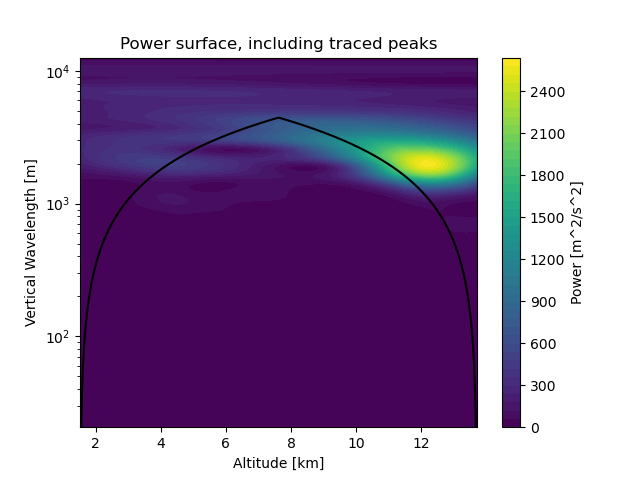 Power surface, including traced peaks
10^4
10^3
10^2
Vertical Wavelength [m]
2 4 6 8 10 12
Altitude [km]
2400
2100
1800
1500
1200
900
600
300
0
Power [m^2/s^2]